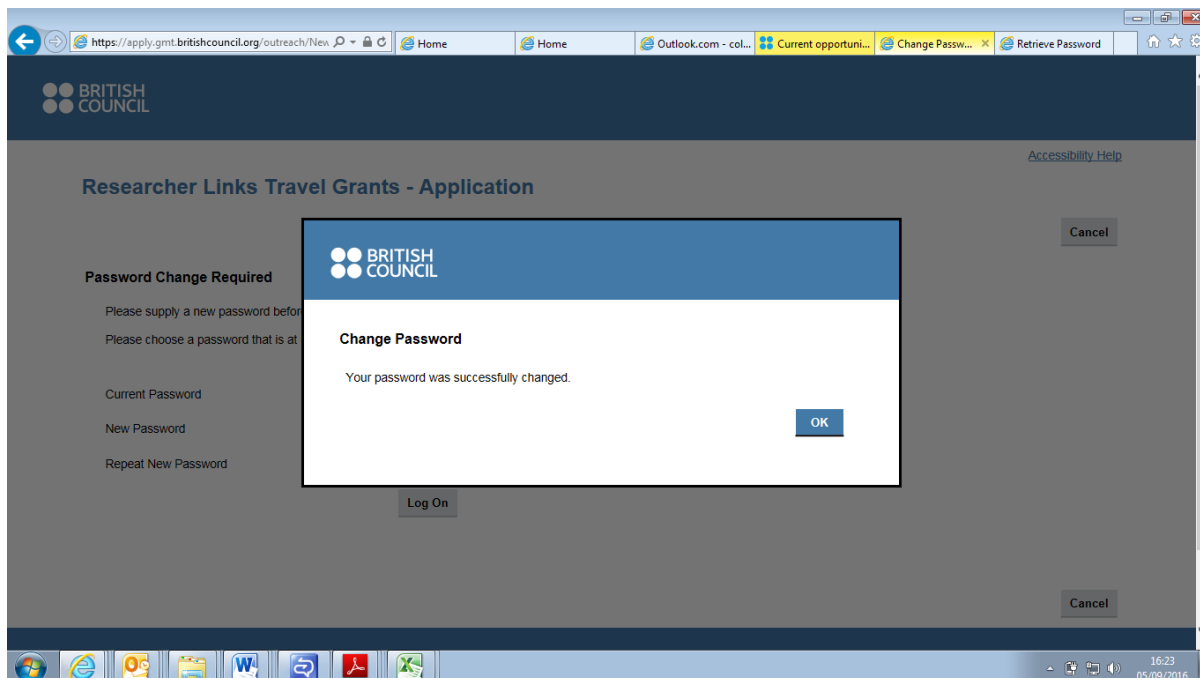 https://apply.gmt.britishcouncil.org/outreach/New
Home
Home
Outlook.com - col...
Current opportuni...
Change Passw...
Retrieve Password
BRITISH
COUNCIL
Accessibility Help
Researcher Links Travel Grants - Application
Cancel
BRITISH
COUNCIL
Password Change Required
Please supply a new password befor
Please choose a password that is at
Change Password
Your password was successfully changed.
Current Password
OK
New Password
Repeat New Password
Log On
Cancel
16:23
05/09/2016